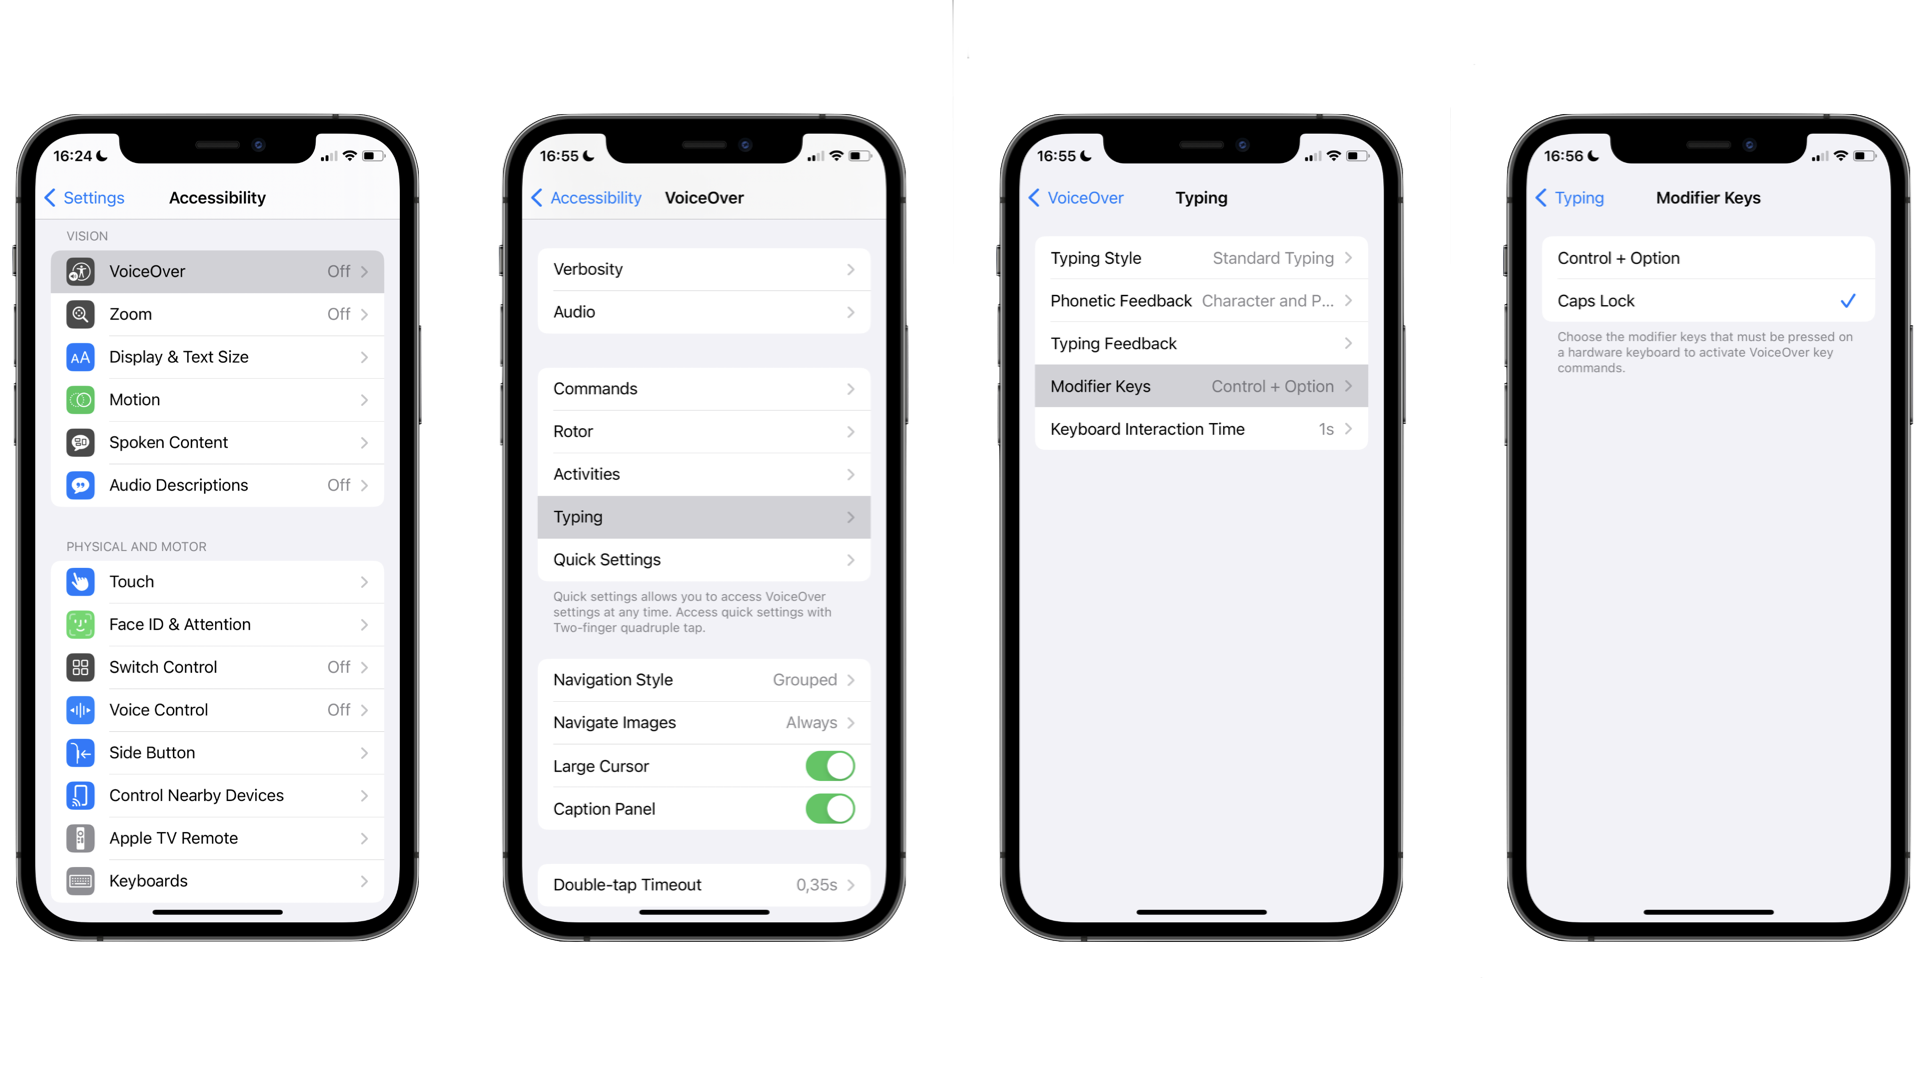 16:24
Settings
Accessibility
VISION
VoiceOver Off
Zoom Off
AA Display & Text Size
Motion
Spoken Content
Audio Descriptions Off
PHYSICAL AND MOTOR
Touch
Face ID & Attention
Switch Control Off
Voice Control Off
Side Button
Control Nearby Devices
Apple TV Remote
Keyboards
16:55
Accessibility
VoiceOver
Verbosity
Audio
Commands
Rotor
Activities
Typing
Quick Settings
Quick settings allows you to access VoiceOver
settings at any time. Access quick settings with
Two-finger quadruple tap.
Navigation Style Grouped
Navigate Images Always
Large Cursor
Caption Panel
Double-tap Timeout 0,35s
16:55
VoiceOver
Typing
Typing Style Standard Typing
Phonetic Feedback Character and P...
Typing Feedback
Modifier Keys Control + Option
Keyboard Interaction Time 1s
16:56
Typing
Modifier Keys
Control + Option
Caps Lock
Choose the modifier keys that must be pressed on
a hardware keyboard to activate VoiceOver key
commands.